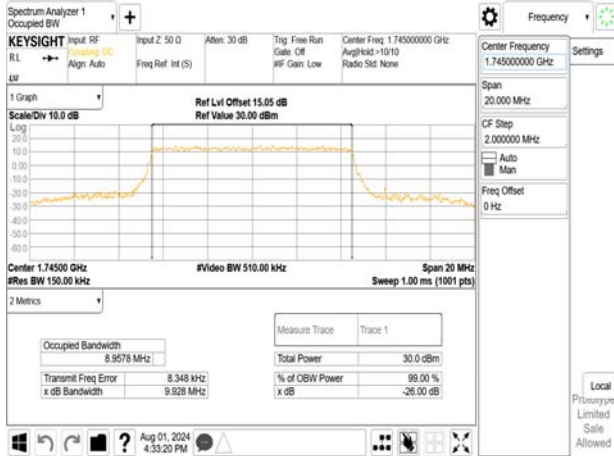 Spectrum Analyzer 1
Occupied BW
KEYSIGHT
RL
Input: RF
Coupling: DC
Align: Auto
Input Z: 50 Ω
Freq Ref: Int (S)
Atten: 30 dB
Trig: Free Run
Gate: Off
#IF Gain: Low
Center Freq: 1.745000000 GHz
Avg|Hold:>10/10
Radio Std: None
1 Graph
Scale/Div 10.0 dB
Ref Lvl Offset 15.05 dB
Ref Value 30.00 dBm
Log
20.0
10.0
0.00
-10.0
-20.0
-30.0
-40.0
-50.0
-60.0
Center 1.74500 GHz
#Res BW 150.00 kHz
#Video BW 510.00 kHz
Span 20 MHz
Sweep 1.00 ms (1001 pts)
2 Metrics
Measure Trace Trace 1
Occupied Bandwidth
8.9578 MHz
Total Power 30.0 dBm
Transmit Freq Error 8.348 kHz
% of OBW Power 99.00 %
x dB Bandwidth 9.928 MHz
x dB -26.00 dB
Aug 01, 2024
4:33:20 PM
Frequency
Center Frequency
1.745000000 GHz
Settings
Span
20.000 MHz
CF Step
2.000000 MHz
Auto
Man
Freq Offset
0 Hz
Local
Prototype
Limited
Sale
Allowed